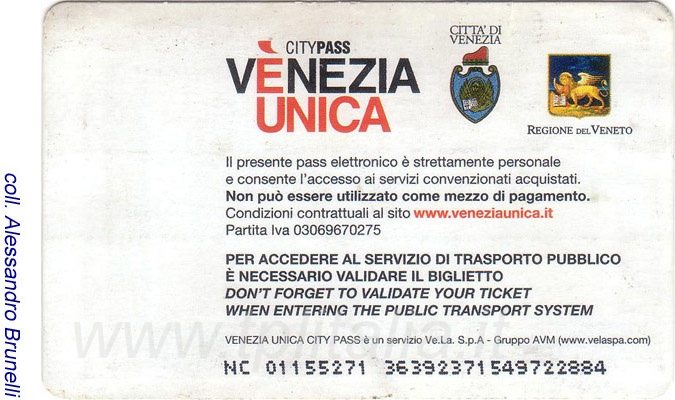 CITYPASS
VÈNEZIA
UNICA
CITTA' DI
VENEZIA
REGIONE DEL VENETO
Il presente pass elettronico è strettamente personale
e consente l'accesso ai servizi convenzionati acquistati.
Non può essere utilizzato come mezzo di pagamento.
Condizioni contrattuali al sito www.veneziaunica.it
Partita Iva 03069670275
PER ACCEDERE AL SERVIZIO DI TRASPORTO PUBBLICO
È NECESSARIO VALIDARE IL BIGLIETTO
DON'T FORGET TO VALIDATE YOUR TICKET
WHEN ENTERING THE PUBLIC TRANSPORT SYSTEM
www.tplitalia.it
VENEZIA UNICA CITY PASS è un servizio Ve.La. S.p.A - Gruppo AVM (www.velaspa.com)
NC 01155271 36392371549722884
coll. Alessandro Brunelli